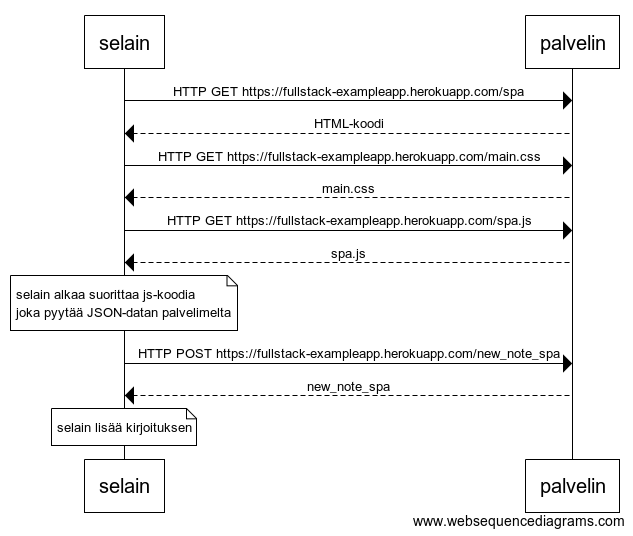 selain palvelin
HTTP GET https://fullstack-exampleapp.herokuapp.com/spa
HTML-koodi
HTTP GET https://fullstack-exampleapp.herokuapp.com/main.css
main.css
HTTP GET https://fullstack-exampleapp.herokuapp.com/spa.js
spa.js
selain alkaa suorittaa js-koodia
joka pyytää JSON-datan palvelimelta
HTTP POST https://fullstack-exampleapp.herokuapp.com/new_note_spa
new_note_spa
selain lisää kirjoituksen
selain palvelin
www.websequencediagrams.com